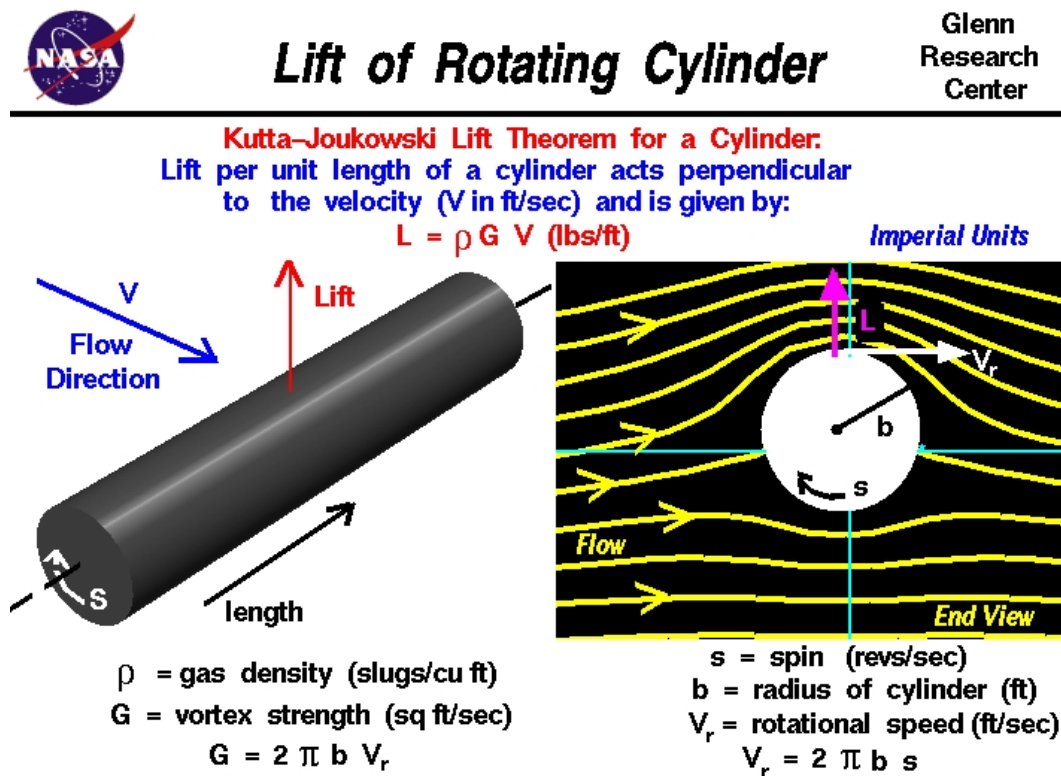 NASA
Lift of Rotating Cylinder
Glenn
Research
Center
Kutta–Joukowski Lift Theorem for a Cylinder:
Lift per unit length of a cylinder acts perpendicular
to the velocity (V in ft/sec) and is given by:
L = ρ G V (lbs/ft)
Imperial Units
V
Flow
Direction
Lift
S
length
L
Vr
b
s
Flow
End View
ρ = gas density (slugs/cu ft)
G = vortex strength (sq ft/sec)
G = 2 π b Vr
s = spin (revs/sec)
b = radius of cylinder (ft)
Vr = rotational speed (ft/sec)
Vr = 2 π b s